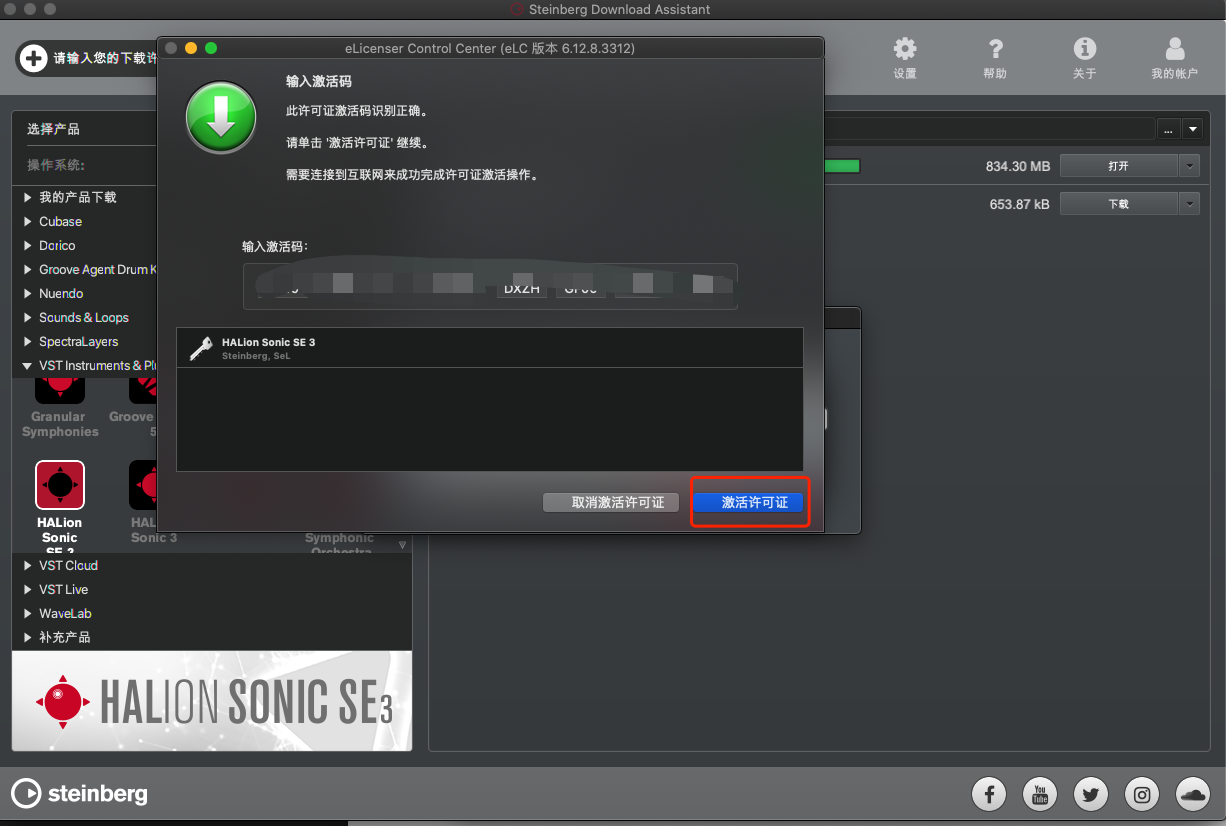 Steinberg Download Assistant
请输入您的下载许
设置
帮助
关于
我的帐户
eLicenser Control Center (eLC 版本 6.12.8.3312)
输入激活码
此许可证激活码识别正确。
请单击 '激活许可证' 继续。
需要连接到互联网来成功完成许可证激活操作。
输入激活码:
DXZH
HALion Sonic SE 3
Steinberg, SeL
取消激活许可证
激活许可证
选择产品
操作系统:
我的产品下载
Cubase
Dorico
Groove Agent Drum K
Nuendo
Sounds & Loops
SpectraLayers
VST Instruments & Plu
Granular
Symphonies
Groove
5
HALion
Sonic
SE 3
HAL
Sonic 3
Symphonic
Orchestra
VST Cloud
VST Live
WaveLab
补充产品
...
834.30 MB
打开
653.87 kB
下载
HALION SONIC SE3
steinberg
You
Tube